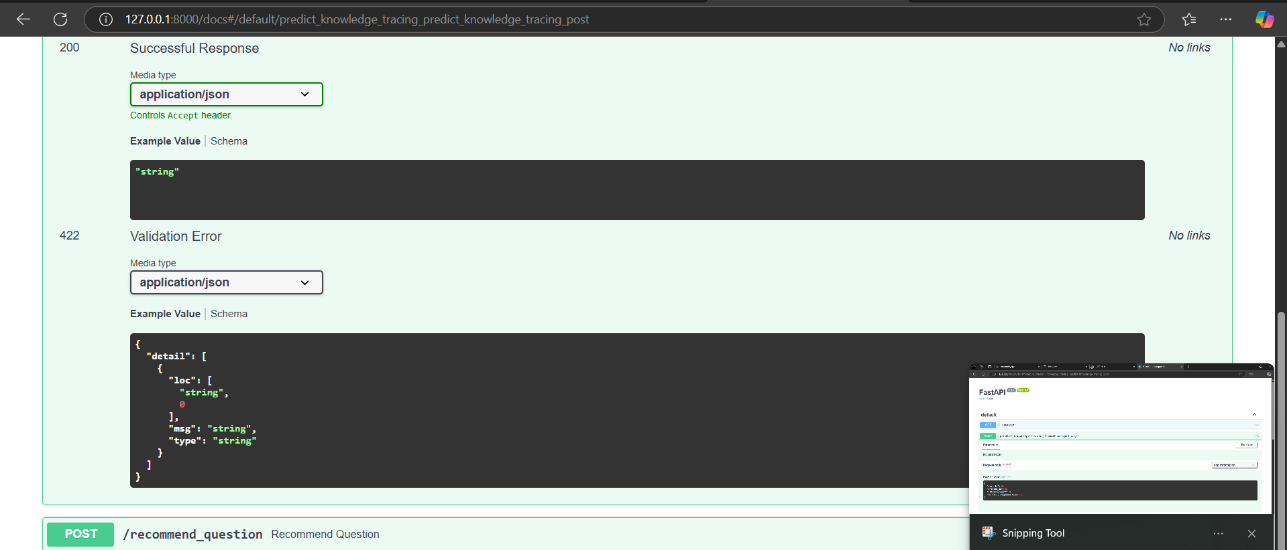 127.0.0.1:8000/docs#/default/predict_knowledge_tracing_predict_knowledge_tracing_post
200 Successful Response No links
Media type
application/json
Controls Accept header.
Example Value | Schema
"string"
422 Validation Error No links
Media type
application/json
Example Value | Schema
{
"detail": [
{
"loc": [
"string",
0
],
"msg": "string",
"type": "string"
}
]
}
FastAPI
default
Snipping Tool
POST /recommend_question Recommend Question